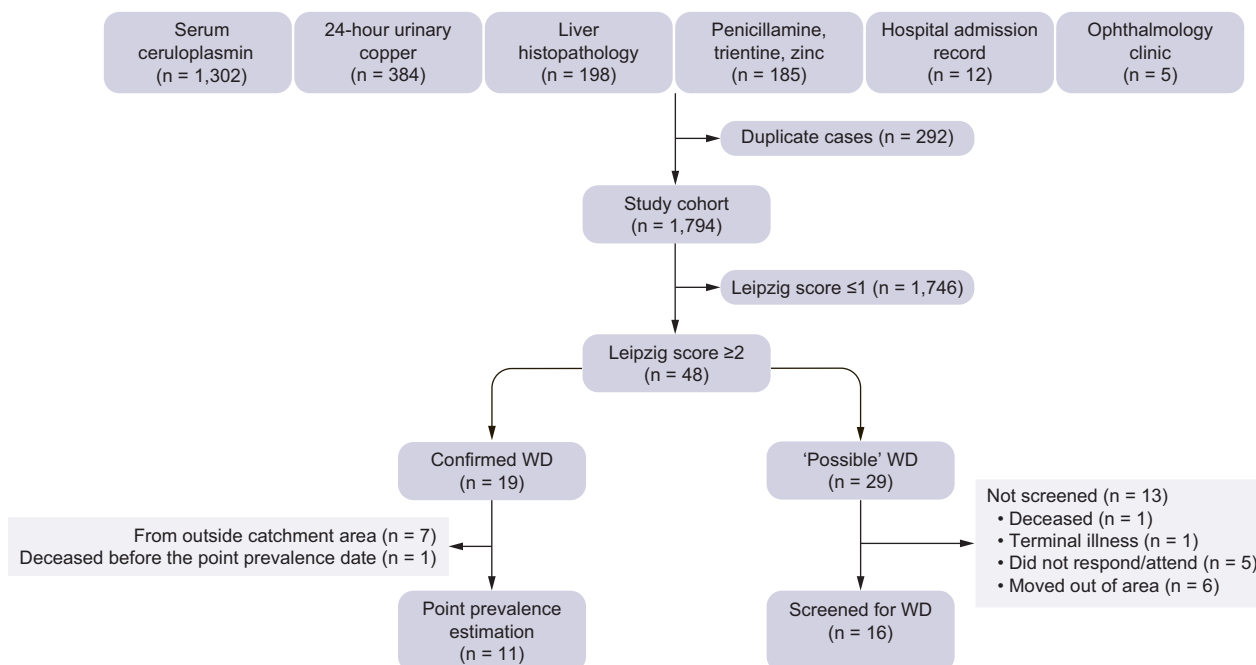 Serum
ceruloplasmin
(n = 1,302)
24-hour urinary
copper
(n = 384)
Liver
histopathology
(n = 198)
Penicillamine,
trientine, zinc
(n = 185)
Hospital admission
record
(n = 12)
Ophthalmology
clinic
(n = 5)
Duplicate cases (n = 292)
Study cohort
(n = 1,794)
Leipzig score ≤1 (n = 1,746)
Leipzig score ≥2
(n = 48)
Confirmed WD
(n = 19)
'Possible' WD
(n = 29)
From outside catchment area (n = 7)
Deceased before the point prevalence date (n = 1)
Not screened (n = 13)
• Deceased (n = 1)
• Terminal illness (n = 1)
• Did not respond/attend (n = 5)
• Moved out of area (n = 6)
Point prevalence
estimation
(n = 11)
Screened for WD
(n = 16)